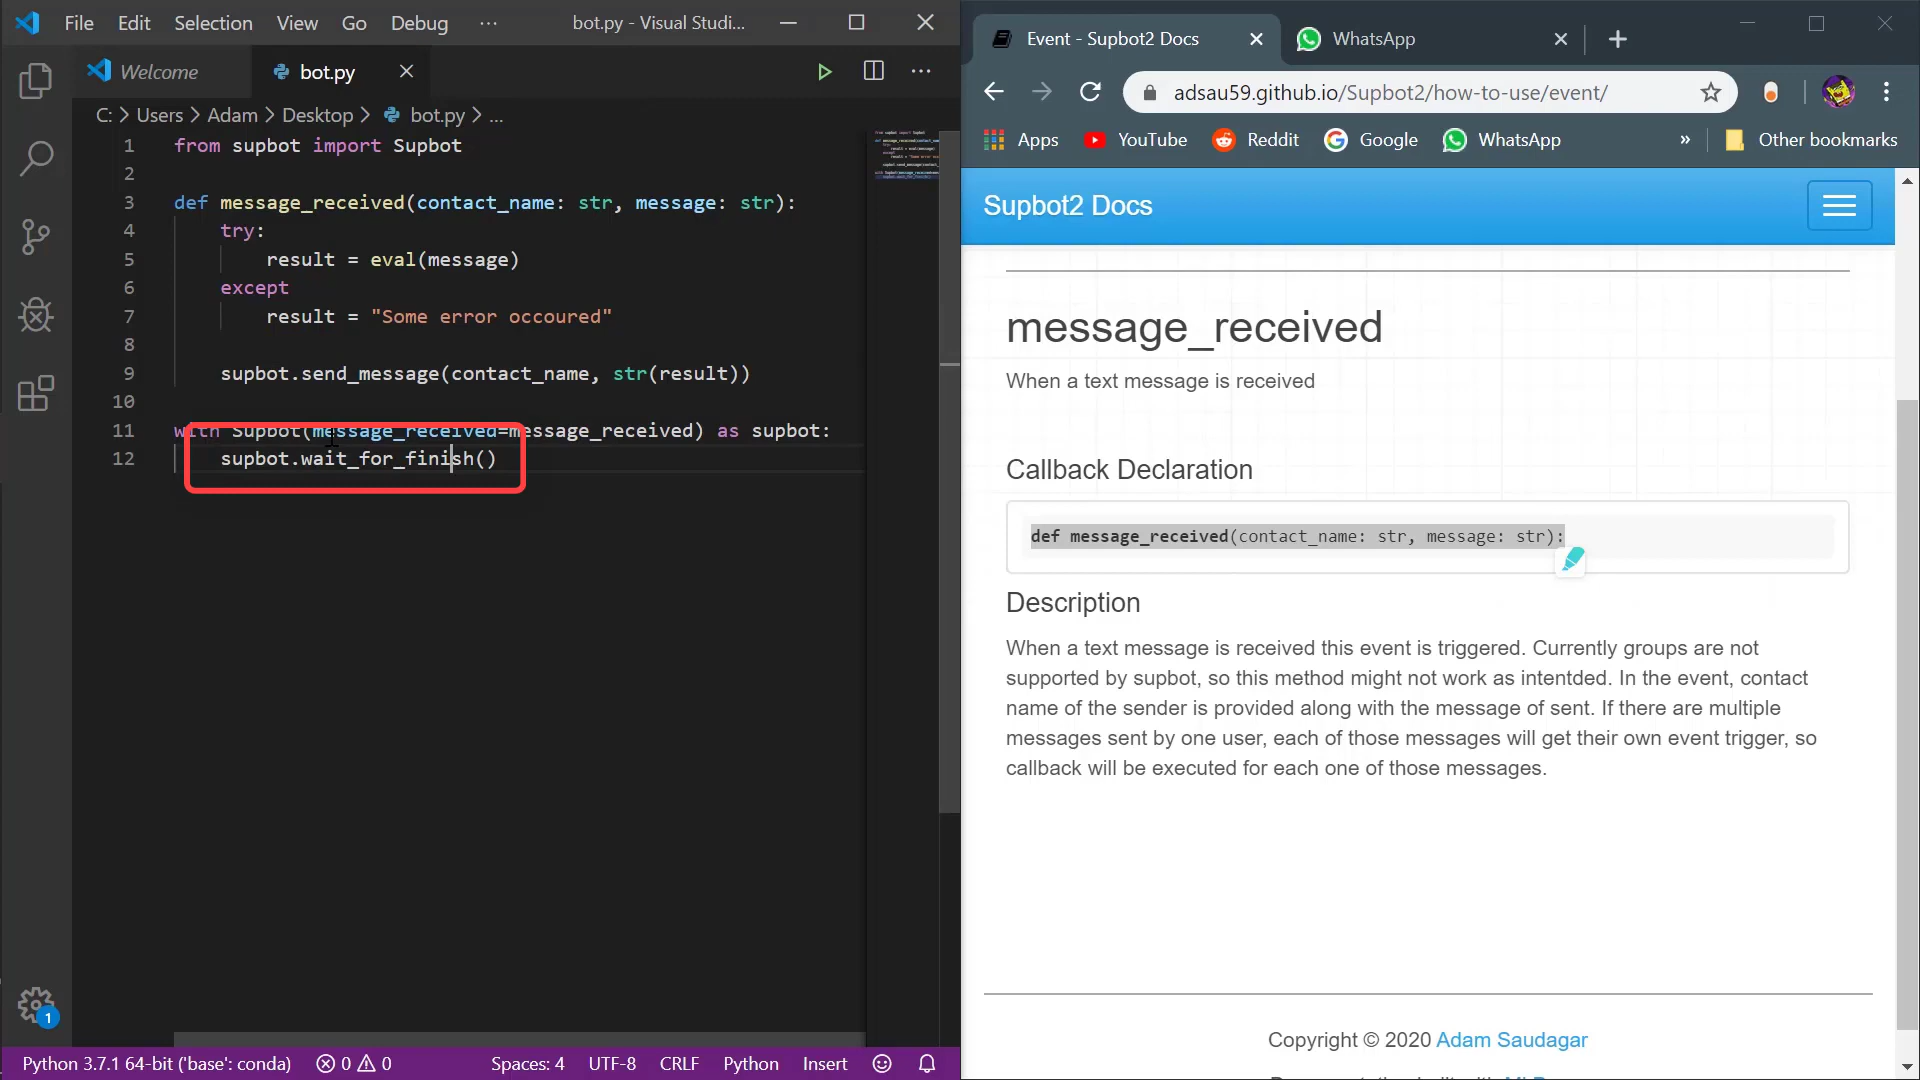 File Edit Selection View Go Debug ··· bot.py - Visual Studi...
Welcome bot.py
C: > Users > Adam > Desktop > bot.py > ...
1 from supbot import Supbot
2
3 def message_received(contact_name: str, message: str):
4 try:
5 result = eval(message)
6 except
7 result = "Some error occoured"
8
9 supbot.send_message(contact_name, str(result))
10
11 with Supbot(message_received=message_received) as supbot:
12 supbot.wait_for_finish()
1
Python 3.7.1 64-bit ('base': conda) 0 0 Spaces: 4 UTF-8 CRLF Python Insert
Event - Supbot2 Docs WhatsApp
adsau59.github.io/Supbot2/how-to-use/event/
Apps YouTube Reddit Google WhatsApp » Other bookmarks
Supbot2 Docs
message_received
When a text message is received
Callback Declaration
def message_received(contact_name: str, message: str):
Description
When a text message is received this event is triggered. Currently groups are not
supported by supbot, so this method might not work as intentded. In the event, contact
name of the sender is provided along with the message of sent. If there are multiple
messages sent by one user, each of those messages will get their own event trigger, so
callback will be executed for each one of those messages.
Copyright © 2020 Adam Saudagar